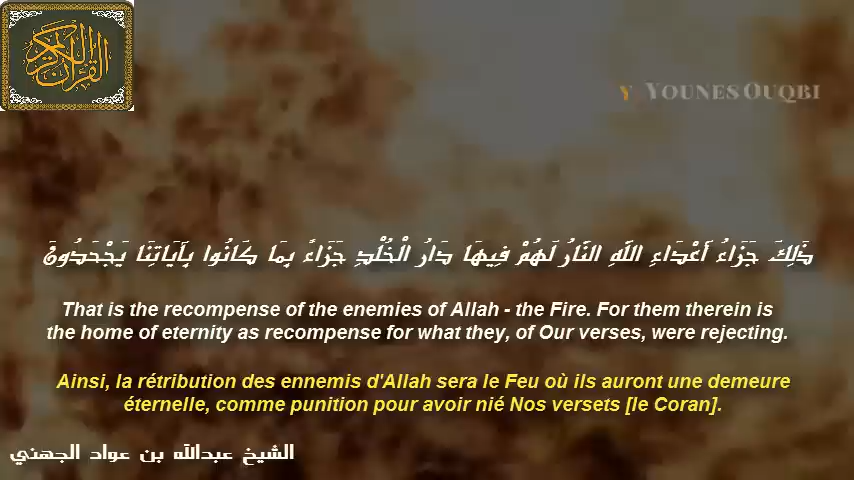 القرآن الكريم
Younes Ouqbi
ذَٰلِكَ جَزَاءُ أَعْدَاءِ اللَّهِ النَّارُ لَهُمْ فِيهَا دَارُ الْخُلْدِ جَزَاءً بِمَا كَانُوا بِآيَاتِنَا يَجْحَدُونَ
That is the recompense of the enemies of Allah - the Fire. For them therein is
the home of eternity as recompense for what they, of Our verses, were rejecting.
Ainsi, la rétribution des ennemis d'Allah sera le Feu où ils auront une demeure
éternelle, comme punition pour avoir nié Nos versets [le Coran].
الشيخ عبدالله بن عواد الجهني